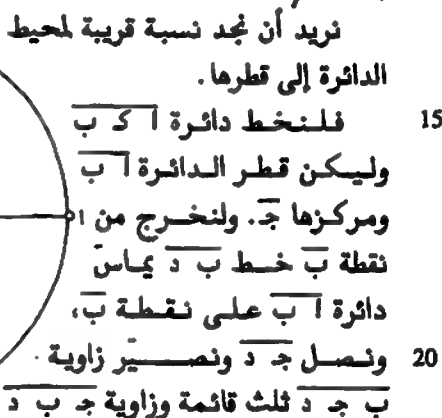 نريد أن نجد نسبة قريبة لمحيط
الدائرة إلى قطرها.
15 فلنخط دائرة ا ك ب
وليكن قطر الدائرة ا ب
ومركزها جـ. ولنخرج من
ا
نقطة ب خط ب د يماسّ
دائرة ا ب على نقطة ب،
20 ونصل جـ د ونصيّر زاوية
ب جـ د ثلث قائمة وزاوية جـ ب د